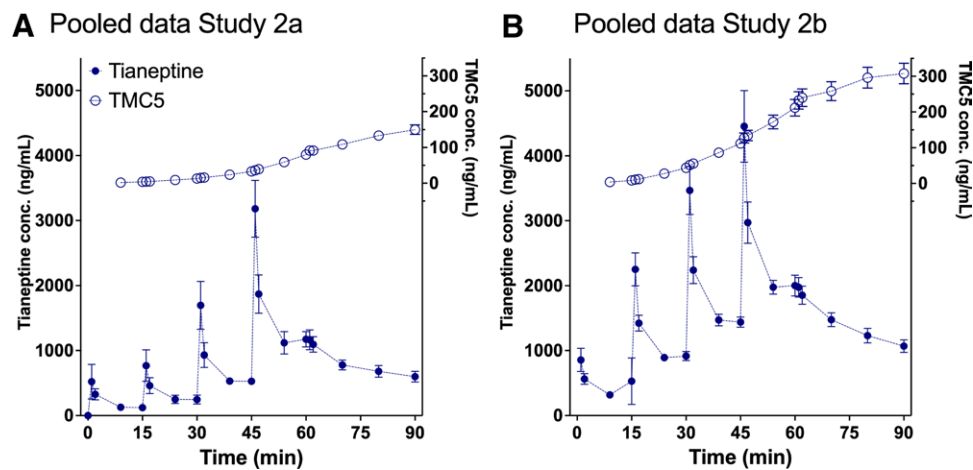 A Pooled data Study 2a
Tianeptine
TMC5
Tianeptine conc. (ng/mL)
5000
4000
3000
2000
1000
0
TMC5 conc. (ng/mL)
300
200
100
0
0 15 30 45 60 75 90
Time (min)
B Pooled data Study 2b
Tianeptine conc. (ng/mL)
5000
4000
3000
2000
1000
0
TMC5 conc. (ng/mL)
300
200
100
0
0 15 30 45 60 75 90
Time (min)